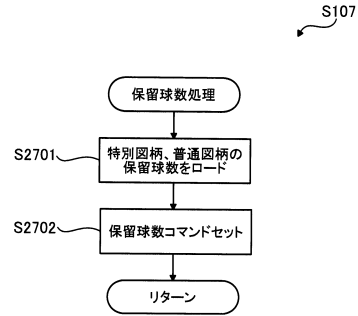 S107
保留球数処理
S2701
特別図柄、普通図柄の
保留球数をロード
S2702
保留球数コマンドセット
リターン